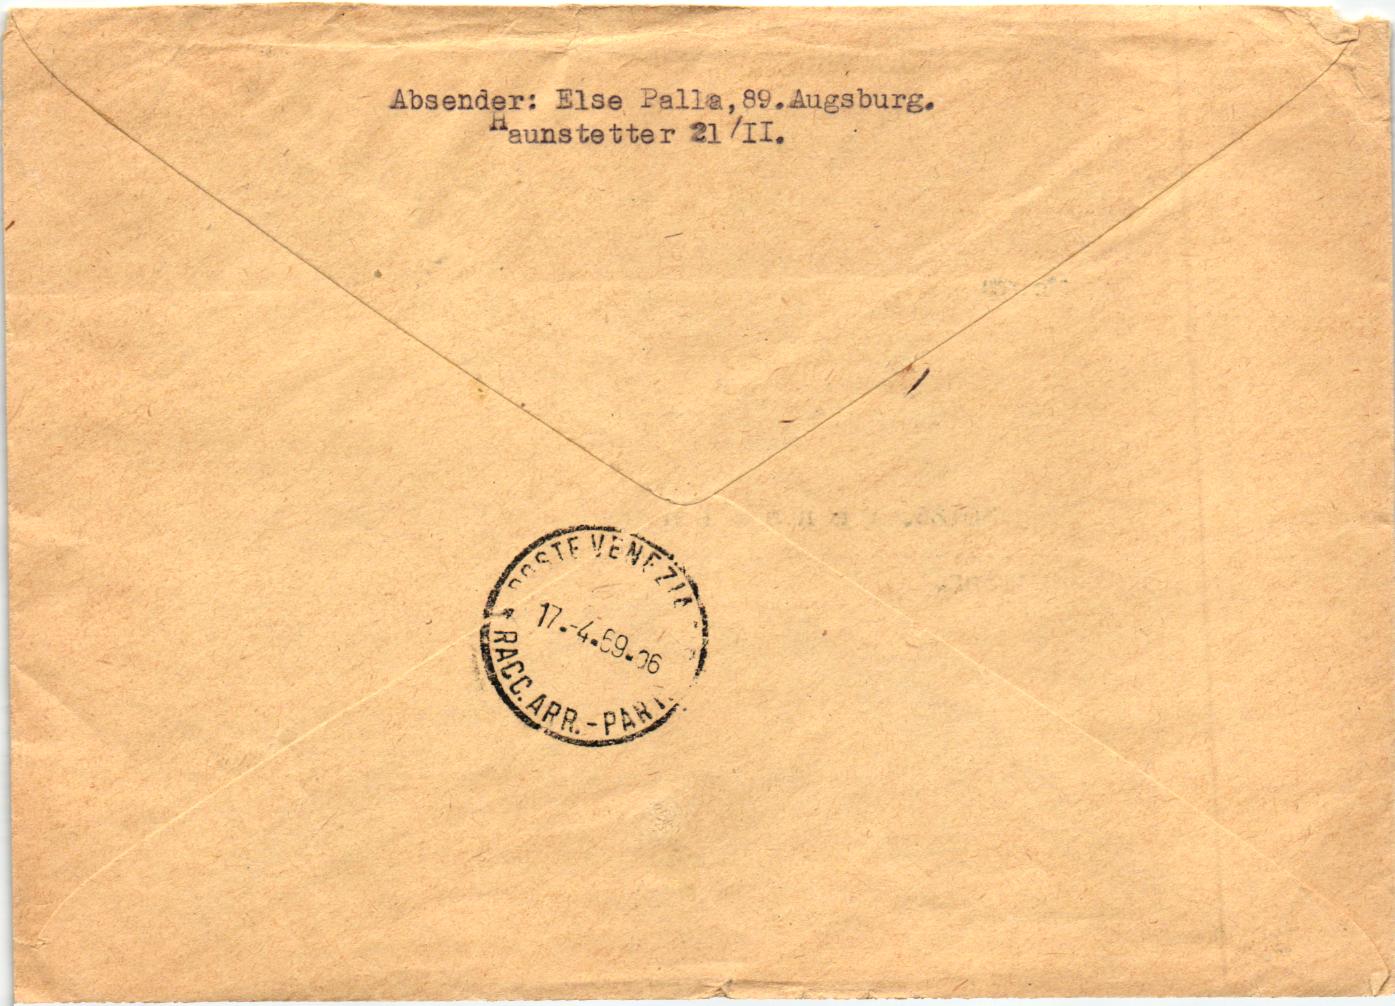 Absender: Else Palla, 89.Augsburg.
Haunstetter 21/II.
POSTE VENEZIA
17.-4.69.06
RACC. ARR.-PART.